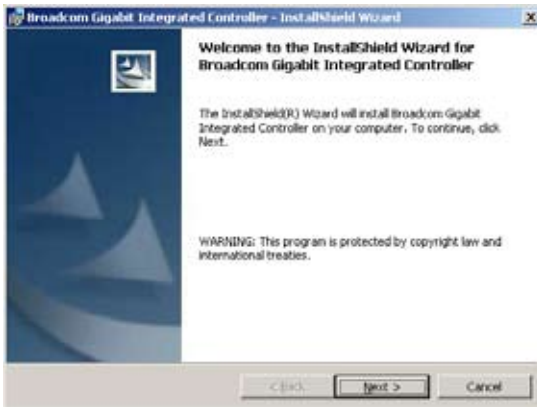 Broadcom Gigabit Integrated Controller - InstallShield Wizard
Welcome to the InstallShield Wizard for
Broadcom Gigabit Integrated Controller
The InstallShield(R) Wizard will install Broadcom Gigabit
Integrated Controller on your computer. To continue, click
Next.
WARNING: This program is protected by copyright law and
international treaties.
< Back
Next >
Cancel